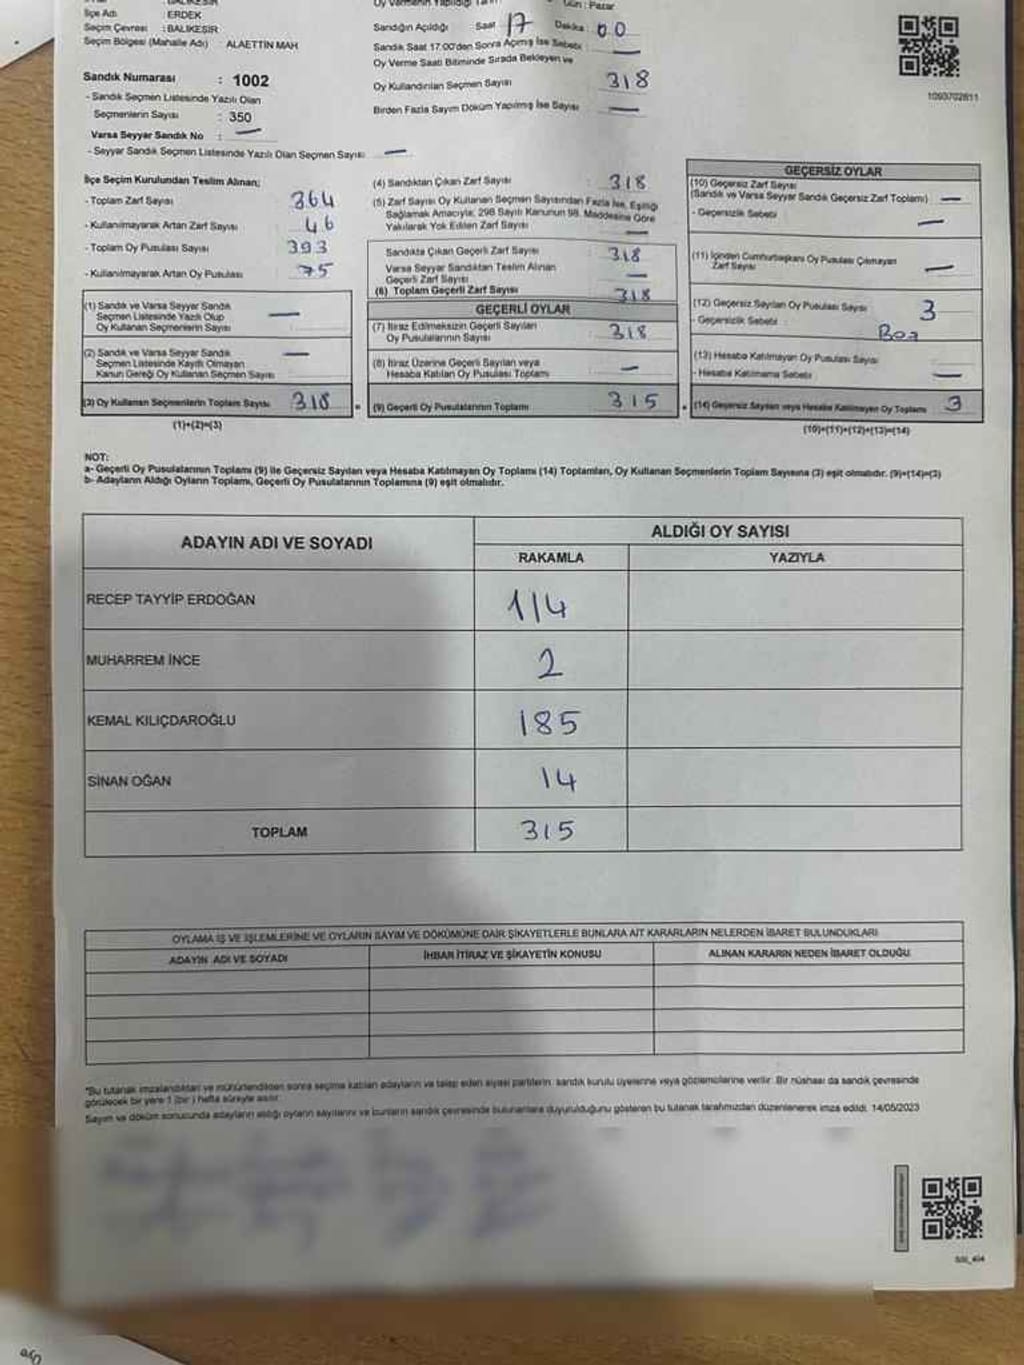 İlçe Adı : ERDEK
Seçim Çevresi : BALIKESİR
Seçim Bölgesi (Mahalle Adı) ALAETTİN MAH
Sandık Numarası : 1002
- Sandık Seçmen Listesinde Yazılı Olan
Seçmenlerin Sayısı : 350
Varsa Seyyar Sandık No : —
- Seyyar Sandık Seçmen Listesinde Yazılı Olan Seçmen Sayısı —
Gün : Pazar
Sandığın Açıldığı Saat 17 Dakika 00
Sandık Saat 17.00'den Sonra Açılmış İse Sebebi —
Oy Verme Saati Bitiminde Sırada Bekleyen ve
Oy Kullandırılan Seçmen Sayısı 318
Birden Fazla Sayım Döküm Yapılmış İse Sayısı —
1093702811
İlçe Seçim Kurulundan Teslim Alınan;
- Toplam Zarf Sayısı 364
- Kullanılmayarak Artan Zarf Sayısı 46
- Toplam Oy Pusulası Sayısı 393
- Kullanılmayarak Artan Oy Pusulası 75
(1) Sandık ve Varsa Seyyar Sandık
Seçmen Listesinde Yazılı Olup
Oy Kullanan Seçmenlerin Sayısı —
(2) Sandık ve Varsa Seyyar Sandık
Seçmen Listesinde Kayıtlı Olmayan
Kanun Gereği Oy Kullanan Seçmen Sayısı —
(3) Oy Kullanan Seçmenlerin Toplam Sayısı 318
(1)+(2)=(3)
(4) Sandıktan Çıkan Zarf Sayısı : 318
(5) Zarf Sayısı Oy Kullanan Seçmen Sayısından Fazla İse, Eşitliği
Sağlamak Amacıyla; 298 Sayılı Kanunun 98. Maddesine Göre
Yakılarak Yok Edilen Zarf Sayısı —
Sandıkta Çıkan Geçerli Zarf Sayısı 318
Varsa Seyyar Sandıktan Teslim Alınan
Geçerli Zarf Sayısı —
(6) Toplam Geçerli Zarf Sayısı 318
GEÇERLİ OYLAR
(7) İtiraz Edilmeksizin Geçerli Sayılan
Oy Pusulalarının Sayısı : 318
(8) İtiraz Üzerine Geçerli Sayılan veya
Hesaba Katılan Oy Pusulası Toplamı —
(9) Geçerli Oy Pusulalarının Toplamı 315
GEÇERSİZ OYLAR
(10) Geçersiz Zarf Sayısı
(Sandık ve Varsa Seyyar Sandık Geçersiz Zarf Toplamı) —
- Geçersizlik Sebebi —
(11) İçinden Cumhurbaşkanı Oy Pusulası Çıkmayan
Zarf Sayısı —
(12) Geçersiz Sayılan Oy Pusulası Sayısı 3
- Geçersizlik Sebebi :
(13) Hesaba Katılmayan Oy Pusulası Sayısı
- Hesaba Katılmama Sebebi —
(14) Geçersiz Sayılan veya Hesaba Katılmayan Oy Toplamı 3
(10)+(11)+(12)+(13)=(14)
NOT:
a- Geçerli Oy Pusulalarının Toplamı (9) ile Geçersiz Sayılan veya Hesaba Katılmayan Oy Toplamı (14) Toplamları, Oy Kullanan Seçmenlerin Toplam Sayısına (3) eşit olmalıdır. (9)+(14)=(3)
b- Adayların Aldığı Oyların Toplamı, Geçerli Oy Pusulalarının Toplamına (9) eşit olmalıdır.
ADAYIN ADI VE SOYADI
ALDIĞI OY SAYISI
RAKAMLA YAZIYLA
RECEP TAYYİP ERDOĞAN 114
MUHARREM İNCE 2
KEMAL KILIÇDAROĞLU 185
SİNAN OĞAN 14
TOPLAM 315
OYLAMA İŞ VE İŞLEMLERİNE VE OYLARIN SAYIM VE DÖKÜMÜNE DAİR ŞİKAYETLERLE BUNLARA AİT KARARLARIN NELERDEN İBARET BULUNDUKLARI
ADAYIN ADI VE SOYADI İHBAR İTİRAZ VE ŞİKAYETİN KONUSU ALINAN KARARIN NEDEN İBARET OLDUĞU
*Bu tutanak imzalandıktan ve mühürlendikten sonra seçime katılan adayların ve talep eden siyasi partilerin sandık kurulu üyelerine veya gözlemcilerine verilir. Bir nüshası da sandık çevresinde
görülecek bir yere 1 (bir ) hafta süreyle asılır.
Sayım ve döküm sonucunda adayların aldığı oyların sayılarını ve bunların sandık çevresinde bulunanlara duyurulduğunu gösteren bu tutanak tarafımızdan düzenlenerek imza edildi. 14/05/2023